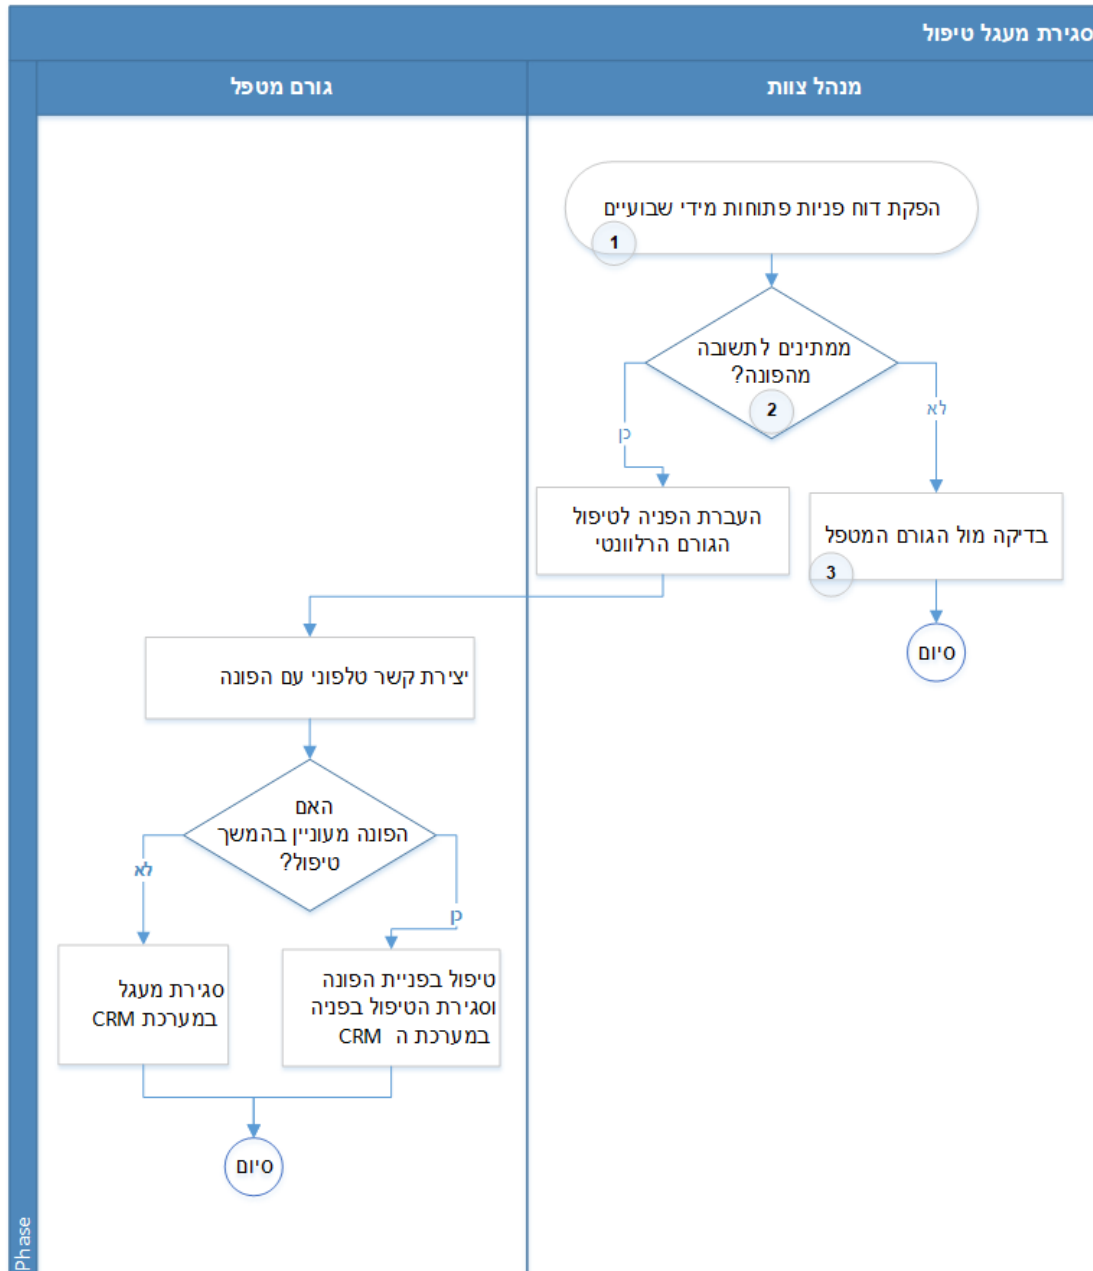 סגירת מעגל טיפול
מנהל צוות
גורם מטפל
הפקת דוח פניות פתוחות מידי שבועיים
1
ממתינים לתשובה
מהפונה?
2
לא
כן
בדיקה מול הגורם המטפל
3
סיום
העברת הפניה לטיפול
הגורם הרלוונטי
יצירת קשר טלפוני עם הפונה
האם
הפונה מעוניין בהמשך
טיפול?
כן
לא
טיפול בפניית הפונה
וסגירת הטיפול בפניה
במערכת ה CRM
סגירת מעגל
במערכת CRM
סיום
Phase